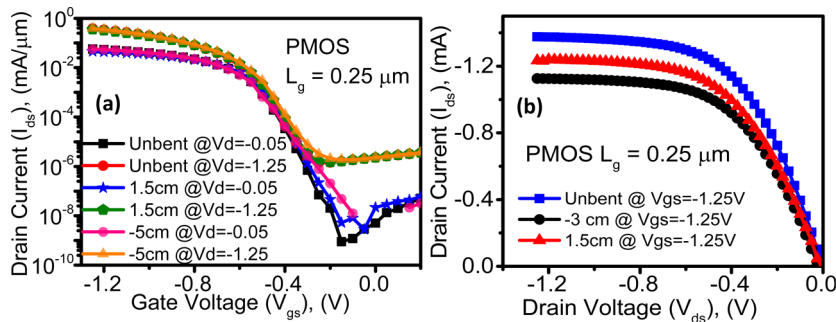 10⁰
10⁻²
10⁻⁴
10⁻⁶
10⁻⁸
10⁻¹⁰
Drain Current (I_ds), (mA/μm)
PMOS
L_g = 0.25 μm
(a)
Unbent @Vd=-0.05
Unbent @Vd=-1.25
1.5cm @Vd=-0.05
1.5cm @Vd=-1.25
-5cm @Vd=-0.05
-5cm @Vd=-1.25
-1.2 -0.8 -0.4 0.0
Gate Voltage (V_gs), (V)
-1.2
-0.8
-0.4
0.0
Drain Current (I_ds), (mA)
(b)
PMOS L_g = 0.25 μm
Unbent @ Vgs=-1.25V
-3 cm @ Vgs=-1.25V
1.5cm @ Vgs=-1.25V
-1.2 -0.8 -0.4 0.0
Drain Voltage (V_ds), (V)